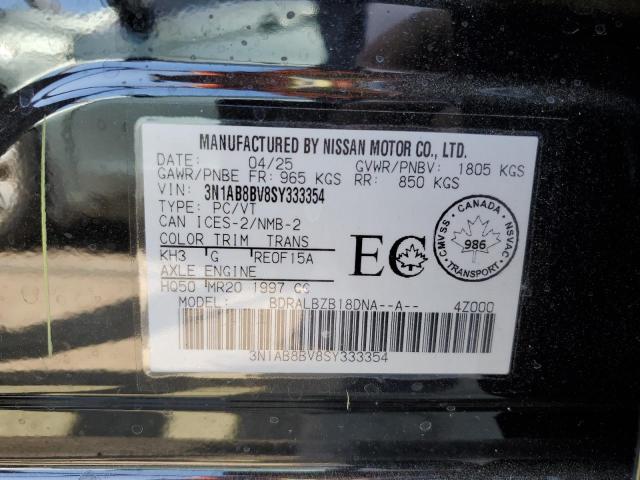 MANUFACTURED BY NISSAN MOTOR CO., LTD.
DATE: 04/25 GVWR/PNBV: 1805 KGS
GAWR/PNBE FR: 965 KGS RR: 850 KGS
VIN: 3N1AB8BV8SY333354
TYPE: PC/VT
CAN ICES-2/NMB-2
COLOR TRIM TRANS
KH3 G RE0F15A
AXLE ENGINE
HQ50 MR20 1997 CC
MODEL: BDRALBZB18DNA--A-- 4Z000
3N1AB8BV8SY333354
EC
CMVSS CANADA NSVAC
986
TRANSPORT